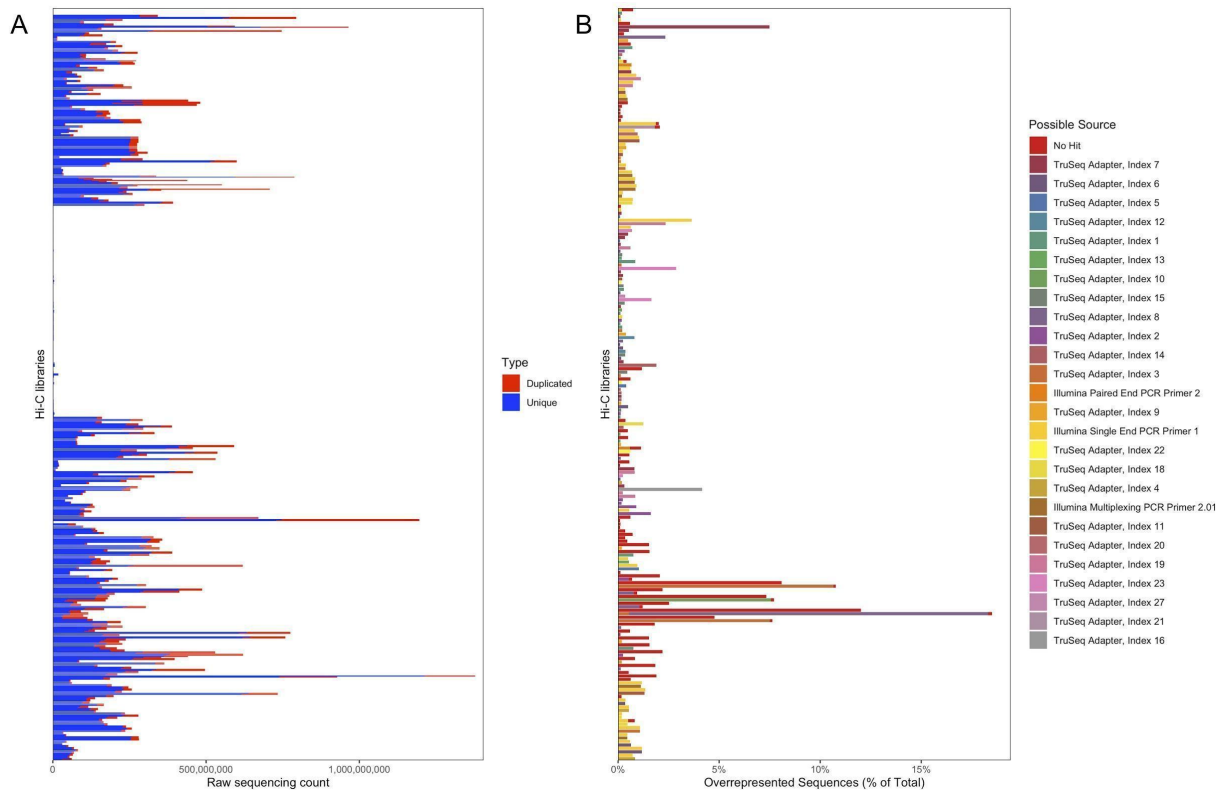 A
B
Hi-C libraries
0
500,000,000
1,000,000,000
Raw sequencing count
Type
Duplicated
Unique
Hi-C libraries
0%
5%
10%
15%
Overrepresented Sequences (% of Total)
Possible Source
No Hit
TruSeq Adapter, Index 7
TruSeq Adapter, Index 6
TruSeq Adapter, Index 5
TruSeq Adapter, Index 12
TruSeq Adapter, Index 1
TruSeq Adapter, Index 13
TruSeq Adapter, Index 10
TruSeq Adapter, Index 15
TruSeq Adapter, Index 8
TruSeq Adapter, Index 2
TruSeq Adapter, Index 14
TruSeq Adapter, Index 3
Illumina Paired End PCR Primer 2
TruSeq Adapter, Index 9
Illumina Single End PCR Primer 1
TruSeq Adapter, Index 22
TruSeq Adapter, Index 18
TruSeq Adapter, Index 4
Illumina Multiplexing PCR Primer 2.01
TruSeq Adapter, Index 11
TruSeq Adapter, Index 20
TruSeq Adapter, Index 19
TruSeq Adapter, Index 23
TruSeq Adapter, Index 27
TruSeq Adapter, Index 21
TruSeq Adapter, Index 16